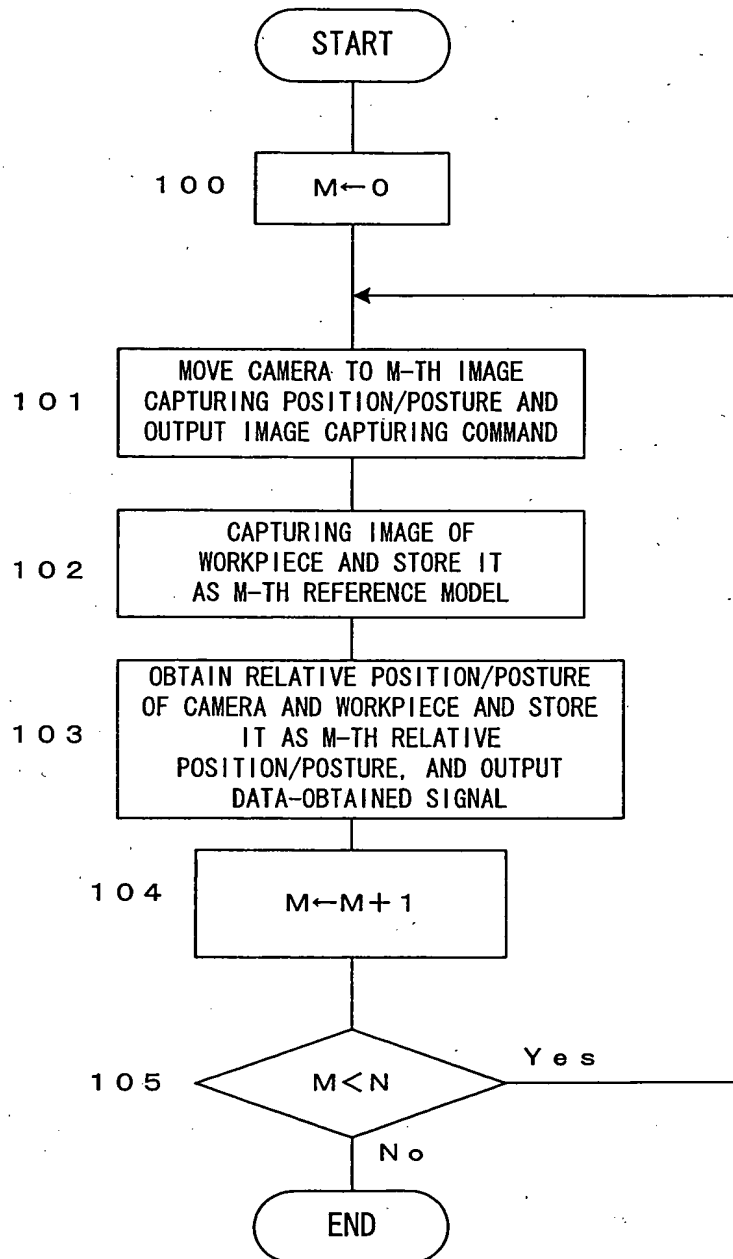 START
100
M←0
101
MOVE CAMERA TO M-TH IMAGE
CAPTURING POSITION/POSTURE AND
OUTPUT IMAGE CAPTURING COMMAND
102
CAPTURING IMAGE OF
WORKPIECE AND STORE IT
AS M-TH REFERENCE MODEL
103
OBTAIN RELATIVE POSITION/POSTURE
OF CAMERA AND WORKPIECE AND STORE
IT AS M-TH RELATIVE
POSITION/POSTURE, AND OUTPUT
DATA-OBTAINED SIGNAL
104
M←M+1
105
M<N
Yes
No
END